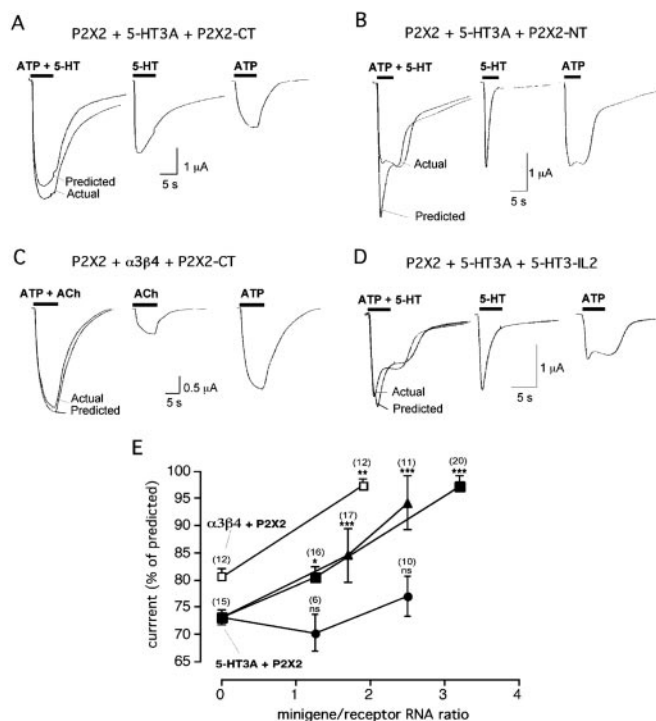 A
P2X2 + 5-HT3A + P2X2-CT
ATP + 5-HT
5-HT
ATP
Predicted
Actual
1 µA
5 s
B
P2X2 + 5-HT3A + P2X2-NT
ATP + 5-HT
5-HT
ATP
Actual
Predicted
1 µA
5 s
C
P2X2 + α3β4 + P2X2-CT
ATP + ACh
ACh
ATP
Actual
Predicted
0.5 µA
5 s
D
P2X2 + 5-HT3A + 5-HT3-IL2
ATP + 5-HT
5-HT
ATP
Actual
Predicted
1 µA
5 s
E
currrent (% of predicted)
100
95
90
85
80
75
70
65
(12)
**
(11)
***
(20)
***
α3β4 + P2X2
(17)
***
(12)
(16)
*
(15)
(10)
ns
(6)
ns
5-HT3A + P2X2
0 1 2 3 4
minigene/receptor RNA ratio